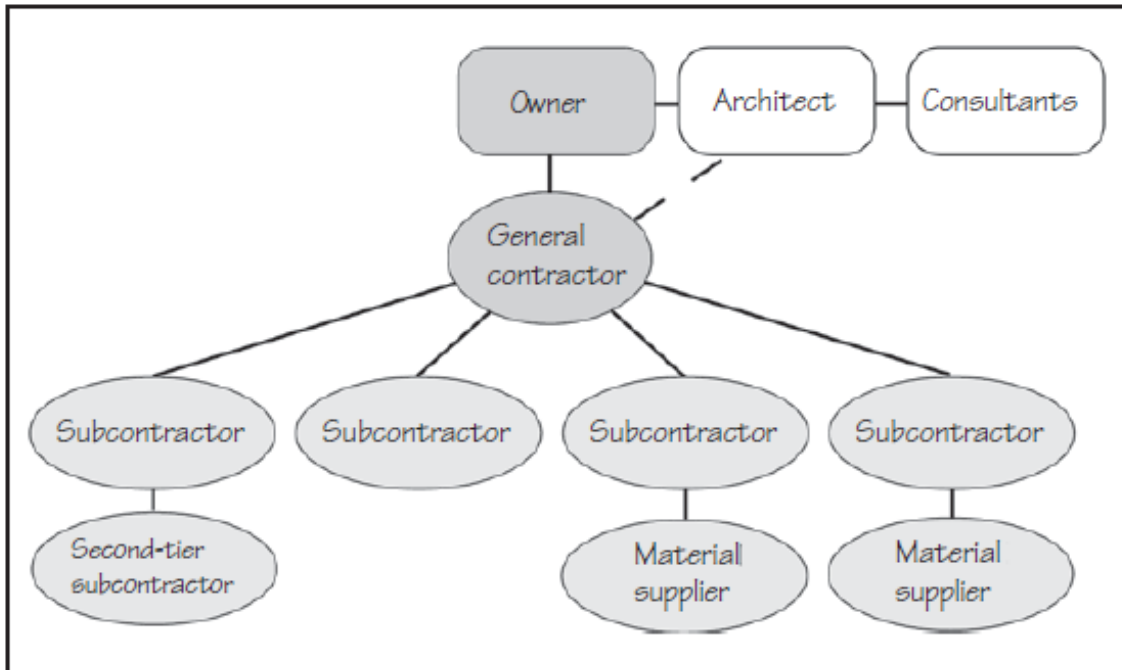 Owner
Architect
Consultants
General
contractor
Subcontractor
Subcontractor
Subcontractor
Subcontractor
Second-tier
subcontractor
Material
supplier
Material
supplier